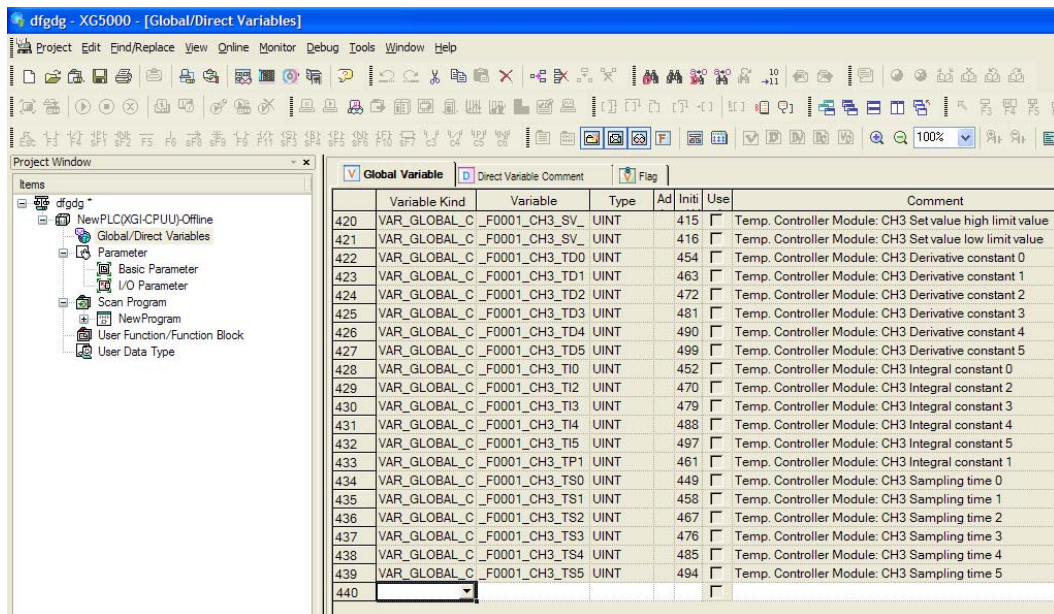 dfgdg - XG5000 - [Global/Direct Variables]
Project Edit Find/Replace View Online Monitor Debug Tools Window Help
100%
Project Window
Items
dfgdg *
NewPLC(XGI-CPUU)-Offline
Global/Direct Variables
Parameter
Basic Parameter
I/O Parameter
Scan Program
NewProgram
User Function/Function Block
User Data Type
V Global Variable D Direct Variable Comment Flag
Variable Kind Variable Type Ad Initi Use Comment
420 VAR_GLOBAL_C _F0001_CH3_SV_ UINT 415 Temp. Controller Module: CH3 Set value high limit value
421 VAR_GLOBAL_C _F0001_CH3_SV_ UINT 416 Temp. Controller Module: CH3 Set value low limit value
422 VAR_GLOBAL_C _F0001_CH3_TD0 UINT 454 Temp. Controller Module: CH3 Derivative constant 0
423 VAR_GLOBAL_C _F0001_CH3_TD1 UINT 463 Temp. Controller Module: CH3 Derivative constant 1
424 VAR_GLOBAL_C _F0001_CH3_TD2 UINT 472 Temp. Controller Module: CH3 Derivative constant 2
425 VAR_GLOBAL_C _F0001_CH3_TD3 UINT 481 Temp. Controller Module: CH3 Derivative constant 3
426 VAR_GLOBAL_C _F0001_CH3_TD4 UINT 490 Temp. Controller Module: CH3 Derivative constant 4
427 VAR_GLOBAL_C _F0001_CH3_TD5 UINT 499 Temp. Controller Module: CH3 Derivative constant 5
428 VAR_GLOBAL_C _F0001_CH3_TI0 UINT 452 Temp. Controller Module: CH3 Integral constant 0
429 VAR_GLOBAL_C _F0001_CH3_TI2 UINT 470 Temp. Controller Module: CH3 Integral constant 2
430 VAR_GLOBAL_C _F0001_CH3_TI3 UINT 479 Temp. Controller Module: CH3 Integral constant 3
431 VAR_GLOBAL_C _F0001_CH3_TI4 UINT 488 Temp. Controller Module: CH3 Integral constant 4
432 VAR_GLOBAL_C _F0001_CH3_TI5 UINT 497 Temp. Controller Module: CH3 Integral constant 5
433 VAR_GLOBAL_C _F0001_CH3_TP1 UINT 461 Temp. Controller Module: CH3 Integral constant 1
434 VAR_GLOBAL_C _F0001_CH3_TS0 UINT 449 Temp. Controller Module: CH3 Sampling time 0
435 VAR_GLOBAL_C _F0001_CH3_TS1 UINT 458 Temp. Controller Module: CH3 Sampling time 1
436 VAR_GLOBAL_C _F0001_CH3_TS2 UINT 467 Temp. Controller Module: CH3 Sampling time 2
437 VAR_GLOBAL_C _F0001_CH3_TS3 UINT 476 Temp. Controller Module: CH3 Sampling time 3
438 VAR_GLOBAL_C _F0001_CH3_TS4 UINT 485 Temp. Controller Module: CH3 Sampling time 4
439 VAR_GLOBAL_C _F0001_CH3_TS5 UINT 494 Temp. Controller Module: CH3 Sampling time 5
440